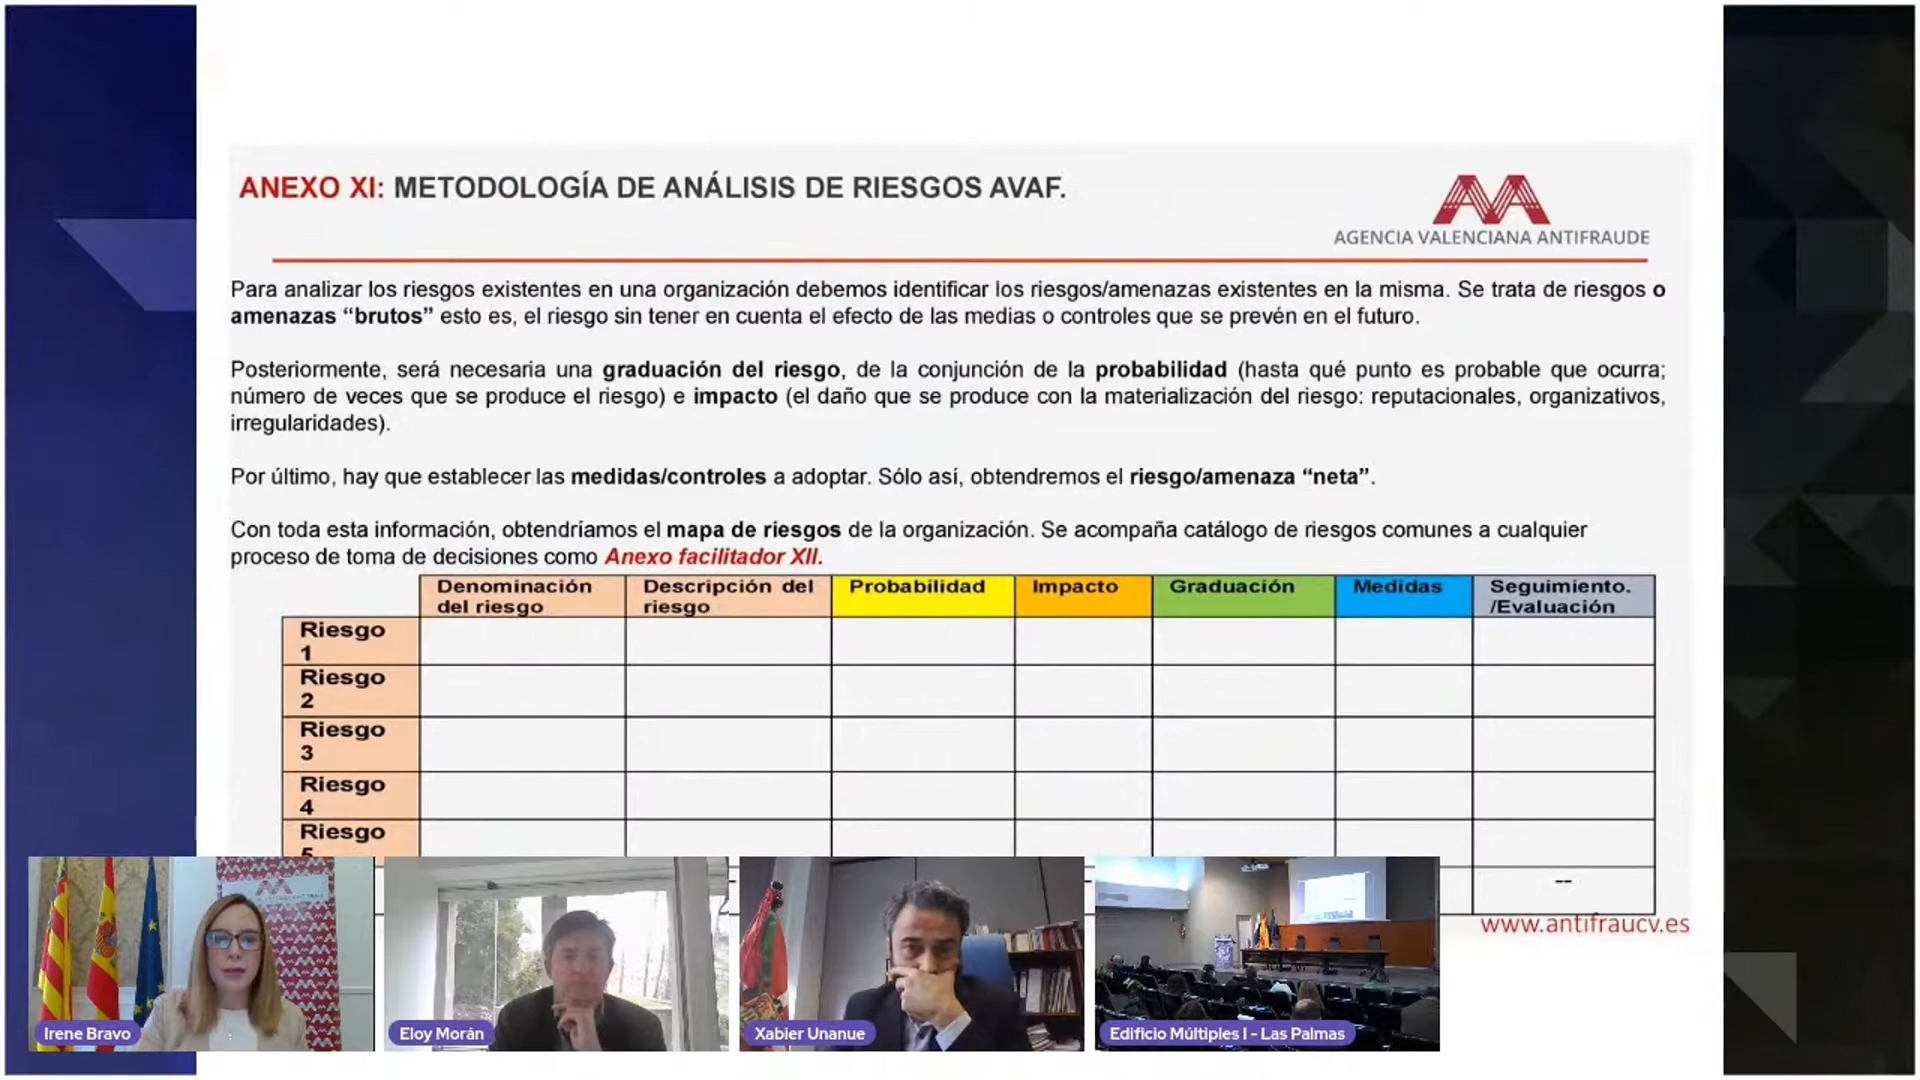 ANEXO XI: METODOLOGÍA DE ANÁLISIS DE RIESGOS AVAF.
AGENCIA VALENCIANA ANTIFRAUDE
Para analizar los riesgos existentes en una organización debemos identificar los riesgos/amenazas existentes en la misma. Se trata de riesgos o
amenazas “brutos” esto es, el riesgo sin tener en cuenta el efecto de las medias o controles que se prevén en el futuro.
Posteriormente, será necesaria una graduación del riesgo, de la conjunción de la probabilidad (hasta qué punto es probable que ocurra;
número de veces que se produce el riesgo) e impacto (el daño que se produce con la materialización del riesgo: reputacionales, organizativos,
irregularidades).
Por último, hay que establecer las medidas/controles a adoptar. Sólo así, obtendremos el riesgo/amenaza “neta”.
Con toda esta información, obtendríamos el mapa de riesgos de la organización. Se acompaña catálogo de riesgos comunes a cualquier
proceso de toma de decisiones como Anexo facilitador XII.
Denominación
del riesgo
Descripción del
riesgo
Probabilidad
Impacto
Graduación
Medidas
Seguimiento.
/Evaluación
Riesgo
1
Riesgo
2
Riesgo
3
Riesgo
4
Riesgo
5
--
www.antifraucv.es
Irene Bravo
Eloy Morán
Xabier Unanue
Edificio Múltiples I - Las Palmas